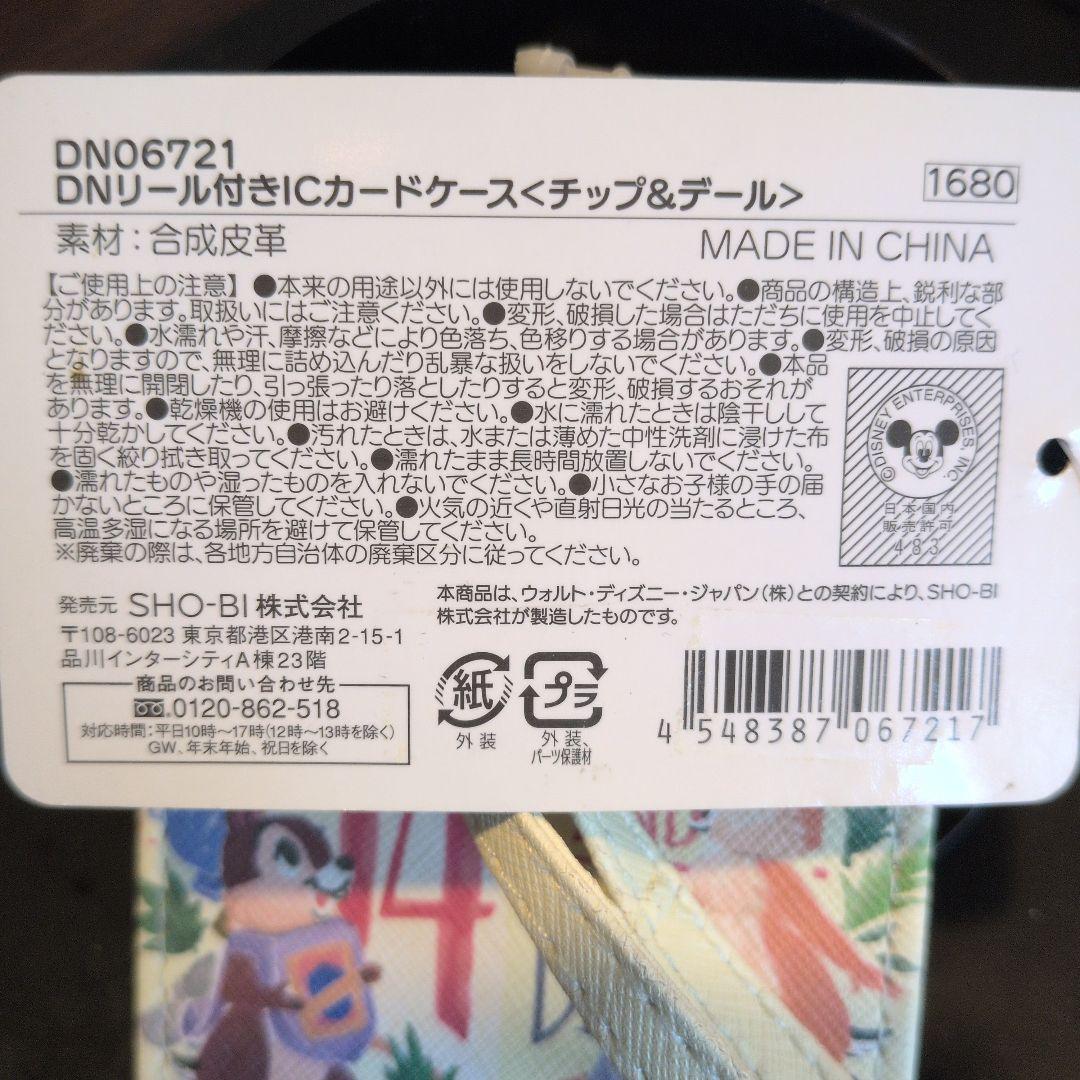 DN06721
DNリール付きICカードケース<チップ&デール>
1680
素材：合成皮革
MADE IN CHINA
【ご使用上の注意】●本来の用途以外には使用しないでください。●商品の構造上、鋭利な部
分があります。取扱いにはご注意ください。●変形、破損した場合はただちに使用を中止してく
ださい。●水濡れや汗、摩擦などにより色落ち、色移りする場合があります。●変形、破損の原因
となりますので、無理に詰め込んだり乱暴な扱いをしないでください。●本品
を無理に開閉したり、引っ張ったり落としたりすると変形、破損するおそれが
あります。●乾燥機の使用はお避けください。●水に濡れたときは陰干しして
十分乾かしてください。●汚れたときは、水または薄めた中性洗剤に浸けた布
を固く絞り拭き取ってください。●濡れたまま長時間放置しないでください。
●濡れたものや湿ったものを入れないでください。●小さなお子様の手の届
かないところに保管してください。●火気の近くや直射日光の当たるところ、
高温多湿になる場所を避けて保管してください。
※廃棄の際は、各地方自治体の廃棄区分に従ってください。
©DISNEY ENTERPRISES, INC.
日本国内
販売許可
483
発売元 SHO-BI株式会社
〒108-6023 東京都港区港南2-15-1
品川インターシティA棟23階
商品のお問い合わせ先
0120-862-518
対応時間：平日10時～17時(12時～13時を除く)
GW、年末年始、祝日を除く
本商品は、ウォルト・ディズニー・ジャパン(株)との契約により、SHO-BI
株式会社が製造したものです。
紙
外装
プラ
外装、
パーツ保護材
4 548387 067217
14